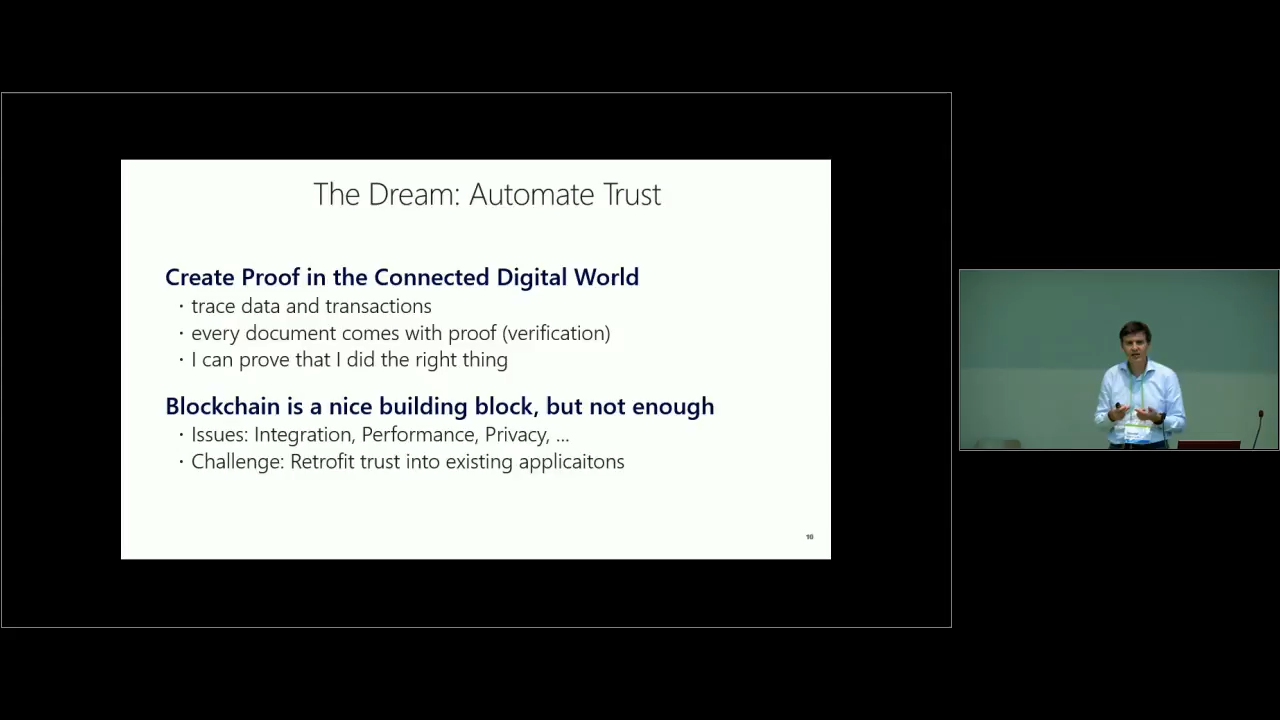 The Dream: Automate Trust
Create Proof in the Connected Digital World
· trace data and transactions
· every document comes with proof (verification)
· I can prove that I did the right thing
Blockchain is a nice building block, but not enough
· Issues: Integration, Performance, Privacy, ...
· Challenge: Retrofit trust into existing applicaitons